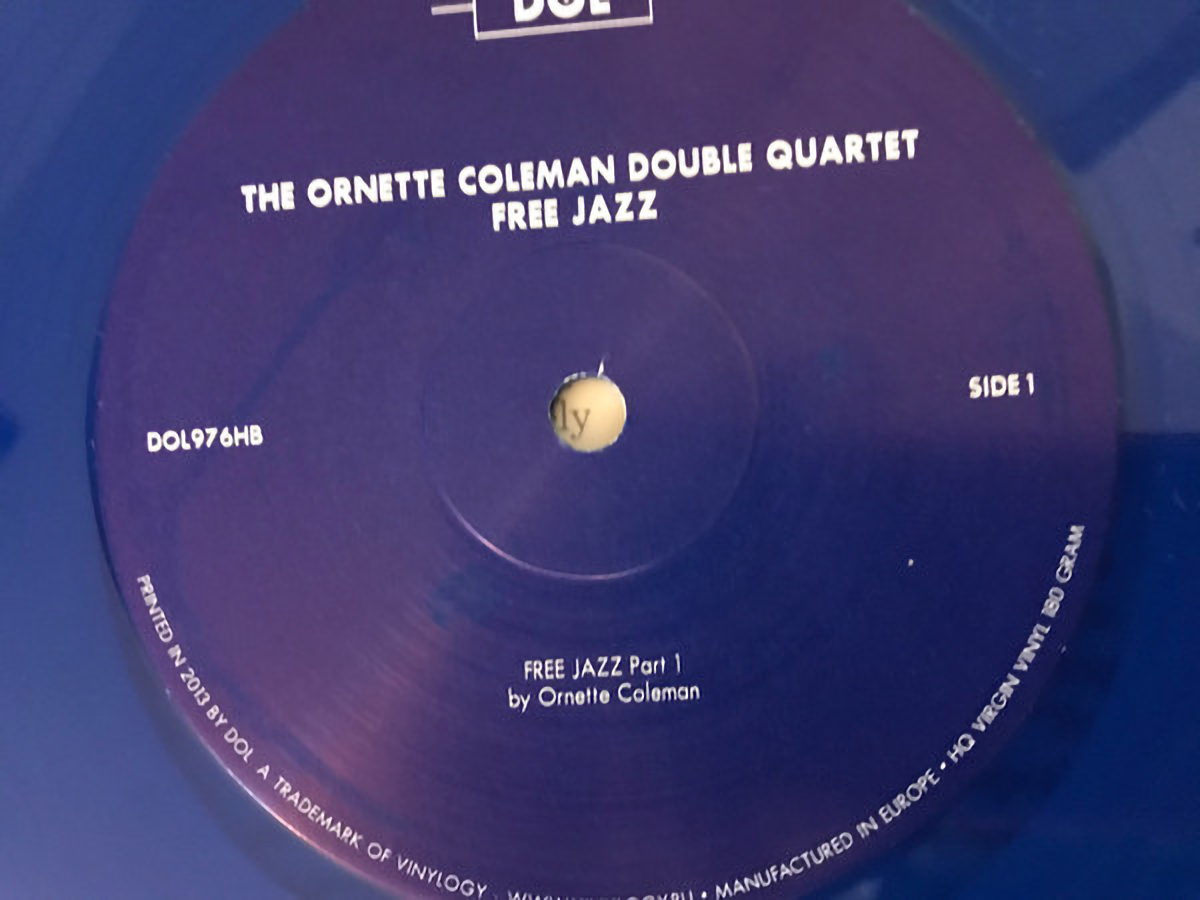 DOL
THE ORNETTE COLEMAN DOUBLE QUARTET
FREE JAZZ
SIDE 1
ly
DOL976HB
FREE JAZZ Part 1
by Ornette Coleman
PRINTED IN 2013 BY DOL A TRADEMARK OF VINYLOGY · • MANUFACTURED IN EUROPE • HQ VIRGIN VINYL 180 GRAM